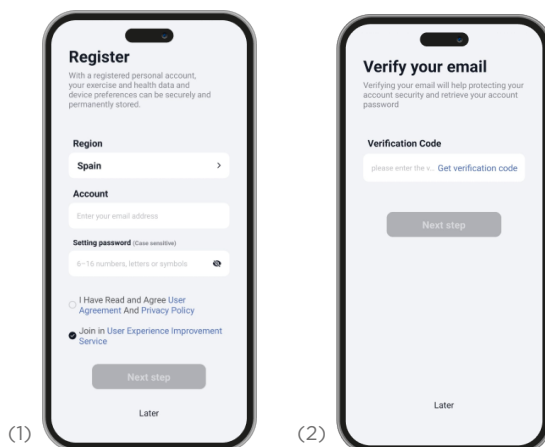 Register
With a registered personal account,
your exercise and health data and
device preferences can be securely and
permanently stored.
Region
Spain
Account
Enter your email address
Setting password (Case sensitive)
6-16 numbers, letters or symbols
I Have Read and Agree User
Agreement And Privacy Policy
Join in User Experience Improvement
Service
Next step
Later
(1)
Verify your email
Verifying your email will help protecting your
account security and retrieve your account
password
Verification Code
please enter the v... Get verification code
Next step
Later
(2)